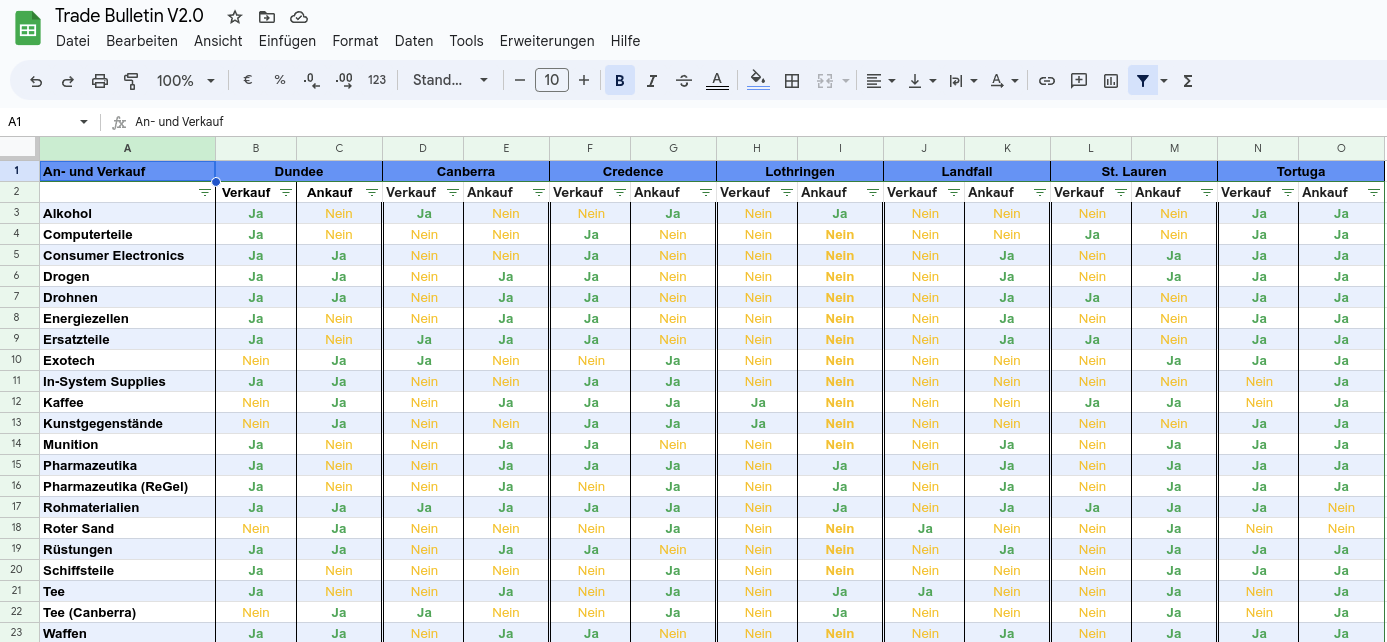 Trade Bulletin V2.0
Datei Bearbeiten Ansicht Einfügen Format Daten Tools Erweiterungen Hilfe
100% € % .0 .00 123 Stand... − 10 + B I S A A Σ
A1 fx An- und Verkauf
A B C D E F G H I J K L M N O
1 An- und Verkauf Dundee Canberra Credence Lothringen Landfall St. Lauren Tortuga
2 Verkauf Ankauf Verkauf Ankauf Verkauf Ankauf Verkauf Ankauf Verkauf Ankauf Verkauf Ankauf Verkauf Ankauf
3 Alkohol Ja Nein Ja Nein Nein Ja Nein Ja Nein Nein Nein Nein Ja Ja
4 Computerteile Ja Nein Nein Nein Ja Nein Nein Nein Nein Nein Ja Nein Ja Ja
5 Consumer Electronics Ja Ja Nein Nein Ja Nein Nein Nein Nein Ja Nein Ja Ja Ja
6 Drogen Ja Ja Nein Ja Ja Nein Nein Nein Nein Ja Nein Ja Ja Ja
7 Drohnen Ja Ja Nein Ja Ja Nein Nein Nein Nein Ja Ja Nein Ja Ja
8 Energiezellen Ja Nein Nein Ja Ja Nein Nein Nein Nein Ja Nein Nein Ja Ja
9 Ersatzteile Ja Nein Ja Ja Ja Nein Nein Nein Nein Ja Ja Nein Ja Ja
10 Exotech Nein Ja Ja Nein Nein Ja Nein Nein Nein Nein Nein Ja Ja Ja
11 In-System Supplies Ja Ja Nein Nein Ja Ja Nein Nein Nein Nein Nein Nein Nein Ja
12 Kaffee Nein Ja Nein Ja Ja Ja Ja Nein Nein Nein Ja Ja Nein Ja
13 Kunstgegenstände Nein Ja Nein Nein Ja Ja Ja Nein Nein Nein Nein Nein Ja Ja
14 Munition Ja Nein Nein Ja Ja Nein Nein Nein Nein Ja Nein Ja Ja Ja
15 Pharmazeutika Ja Nein Nein Ja Ja Ja Nein Ja Nein Ja Nein Ja Ja Ja
16 Pharmazeutika (ReGel) Ja Nein Nein Ja Nein Ja Nein Ja Nein Ja Nein Ja Ja Ja
17 Rohmaterialien Ja Ja Ja Ja Ja Ja Nein Ja Nein Ja Ja Ja Ja Nein
18 Roter Sand Nein Ja Nein Nein Nein Ja Nein Nein Ja Nein Nein Ja Nein Nein
19 Rüstungen Ja Ja Nein Ja Ja Nein Nein Nein Nein Ja Nein Ja Ja Ja
20 Schiffsteile Ja Nein Nein Nein Nein Ja Nein Nein Nein Nein Nein Ja Ja Ja
21 Tee Ja Nein Nein Ja Nein Ja Nein Ja Ja Nein Nein Ja Nein Ja
22 Tee (Canberra) Nein Ja Ja Nein Nein Ja Nein Ja Nein Nein Nein Ja Nein Ja
23 Waffen Ja Ja Nein Ja Ja Nein Nein Nein Nein Ja Nein Ja Ja Ja